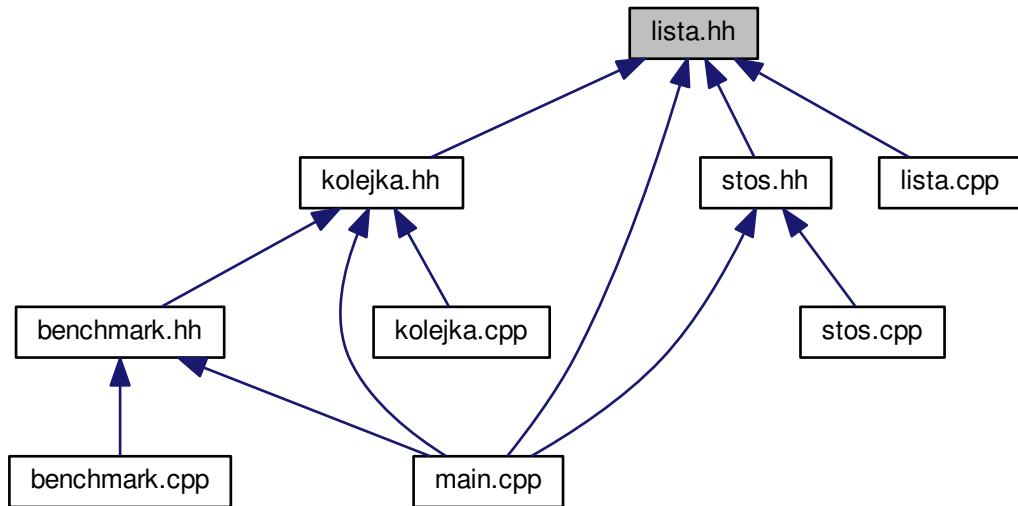 lista.hh
kolejka.hh
stos.hh
lista.cpp
benchmark.hh
kolejka.cpp
stos.cpp
benchmark.cpp
main.cpp